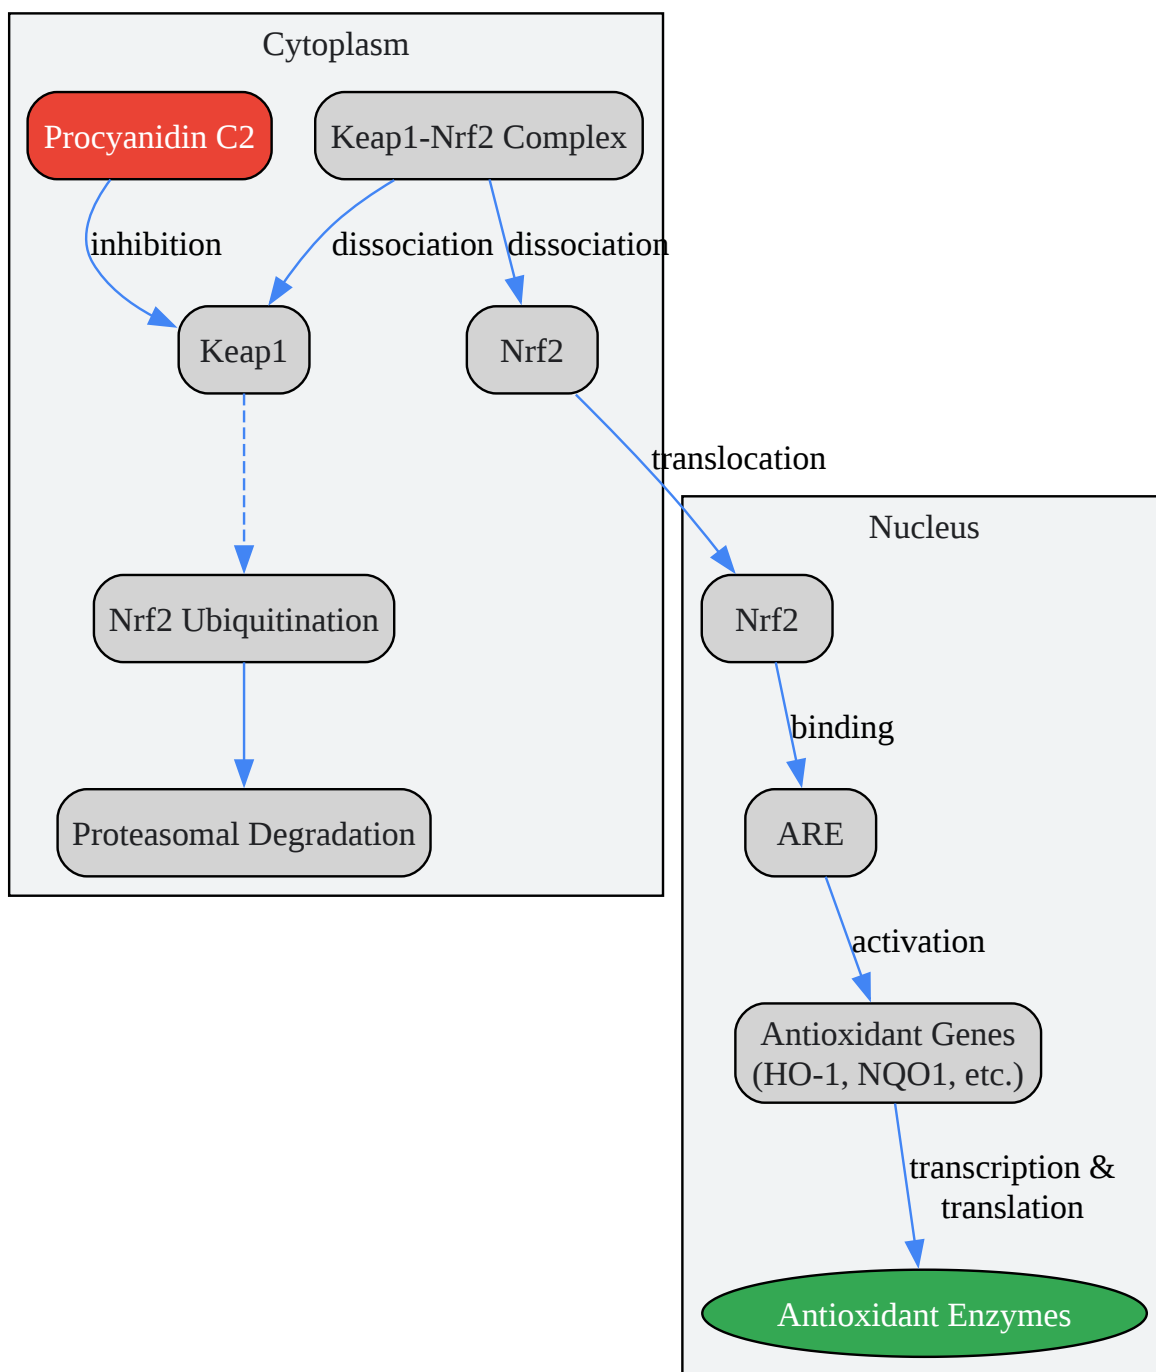 Cytoplasm
Procyanidin C2
Keap1-Nrf2 Complex
inhibition
dissociation
dissociation
Keap1
Nrf2
translocation
Nucleus
Nrf2 Ubiquitination
Nrf2
binding
Proteasomal Degradation
ARE
activation
Antioxidant Genes
(HO-1, NQO1, etc.)
transcription &
translation
Antioxidant Enzymes